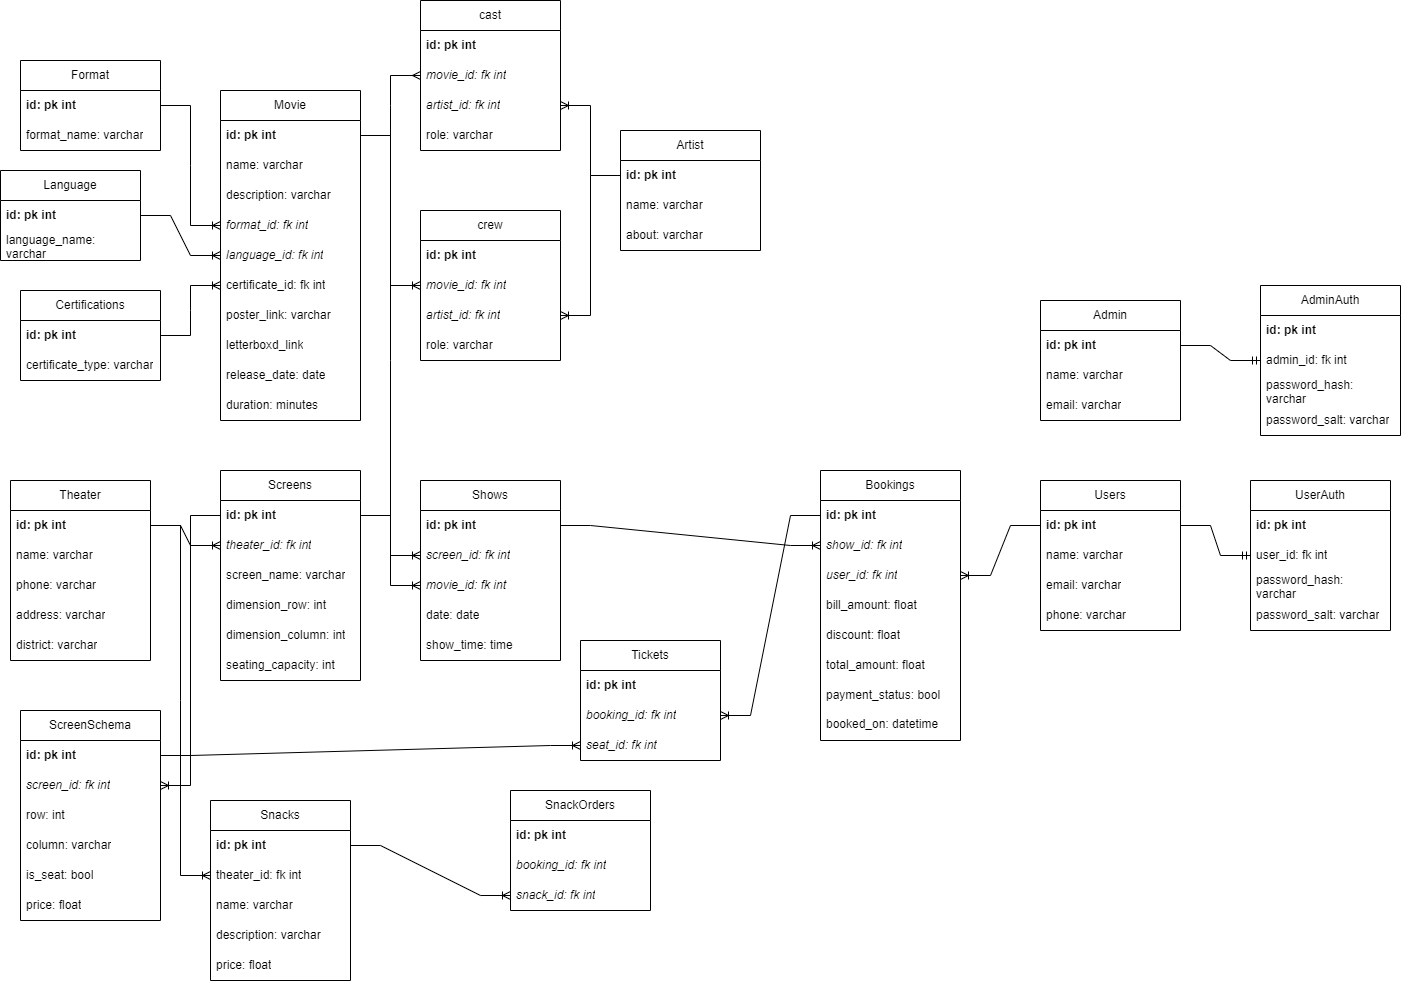 cast
id: pk int
movie_id: fk int
artist_id: fk int
role: varchar
Format
id: pk int
format_name: varchar
Movie
id: pk int
name: varchar
description: varchar
format_id: fk int
language_id: fk int
certificate_id: fk int
poster_link: varchar
letterboxd_link
release_date: date
duration: minutes
Artist
id: pk int
name: varchar
about: varchar
Language
id: pk int
language_name:
varchar
crew
id: pk int
movie_id: fk int
artist_id: fk int
role: varchar
Certifications
id: pk int
certificate_type: varchar
Admin
id: pk int
name: varchar
email: varchar
AdminAuth
id: pk int
admin_id: fk int
password_hash:
varchar
password_salt: varchar
Theater
id: pk int
name: varchar
phone: varchar
address: varchar
district: varchar
Screens
id: pk int
theater_id: fk int
screen_name: varchar
dimension_row: int
dimension_column: int
seating_capacity: int
Shows
id: pk int
screen_id: fk int
movie_id: fk int
date: date
show_time: time
Bookings
id: pk int
show_id: fk int
user_id: fk int
bill_amount: float
discount: float
total_amount: float
payment_status: bool
booked_on: datetime
Users
id: pk int
name: varchar
email: varchar
phone: varchar
UserAuth
id: pk int
user_id: fk int
password_hash:
varchar
password_salt: varchar
Tickets
id: pk int
booking_id: fk int
seat_id: fk int
ScreenSchema
id: pk int
screen_id: fk int
row: int
column: varchar
is_seat: bool
price: float
Snacks
id: pk int
theater_id: fk int
name: varchar
description: varchar
price: float
SnackOrders
id: pk int
booking_id: fk int
snack_id: fk int